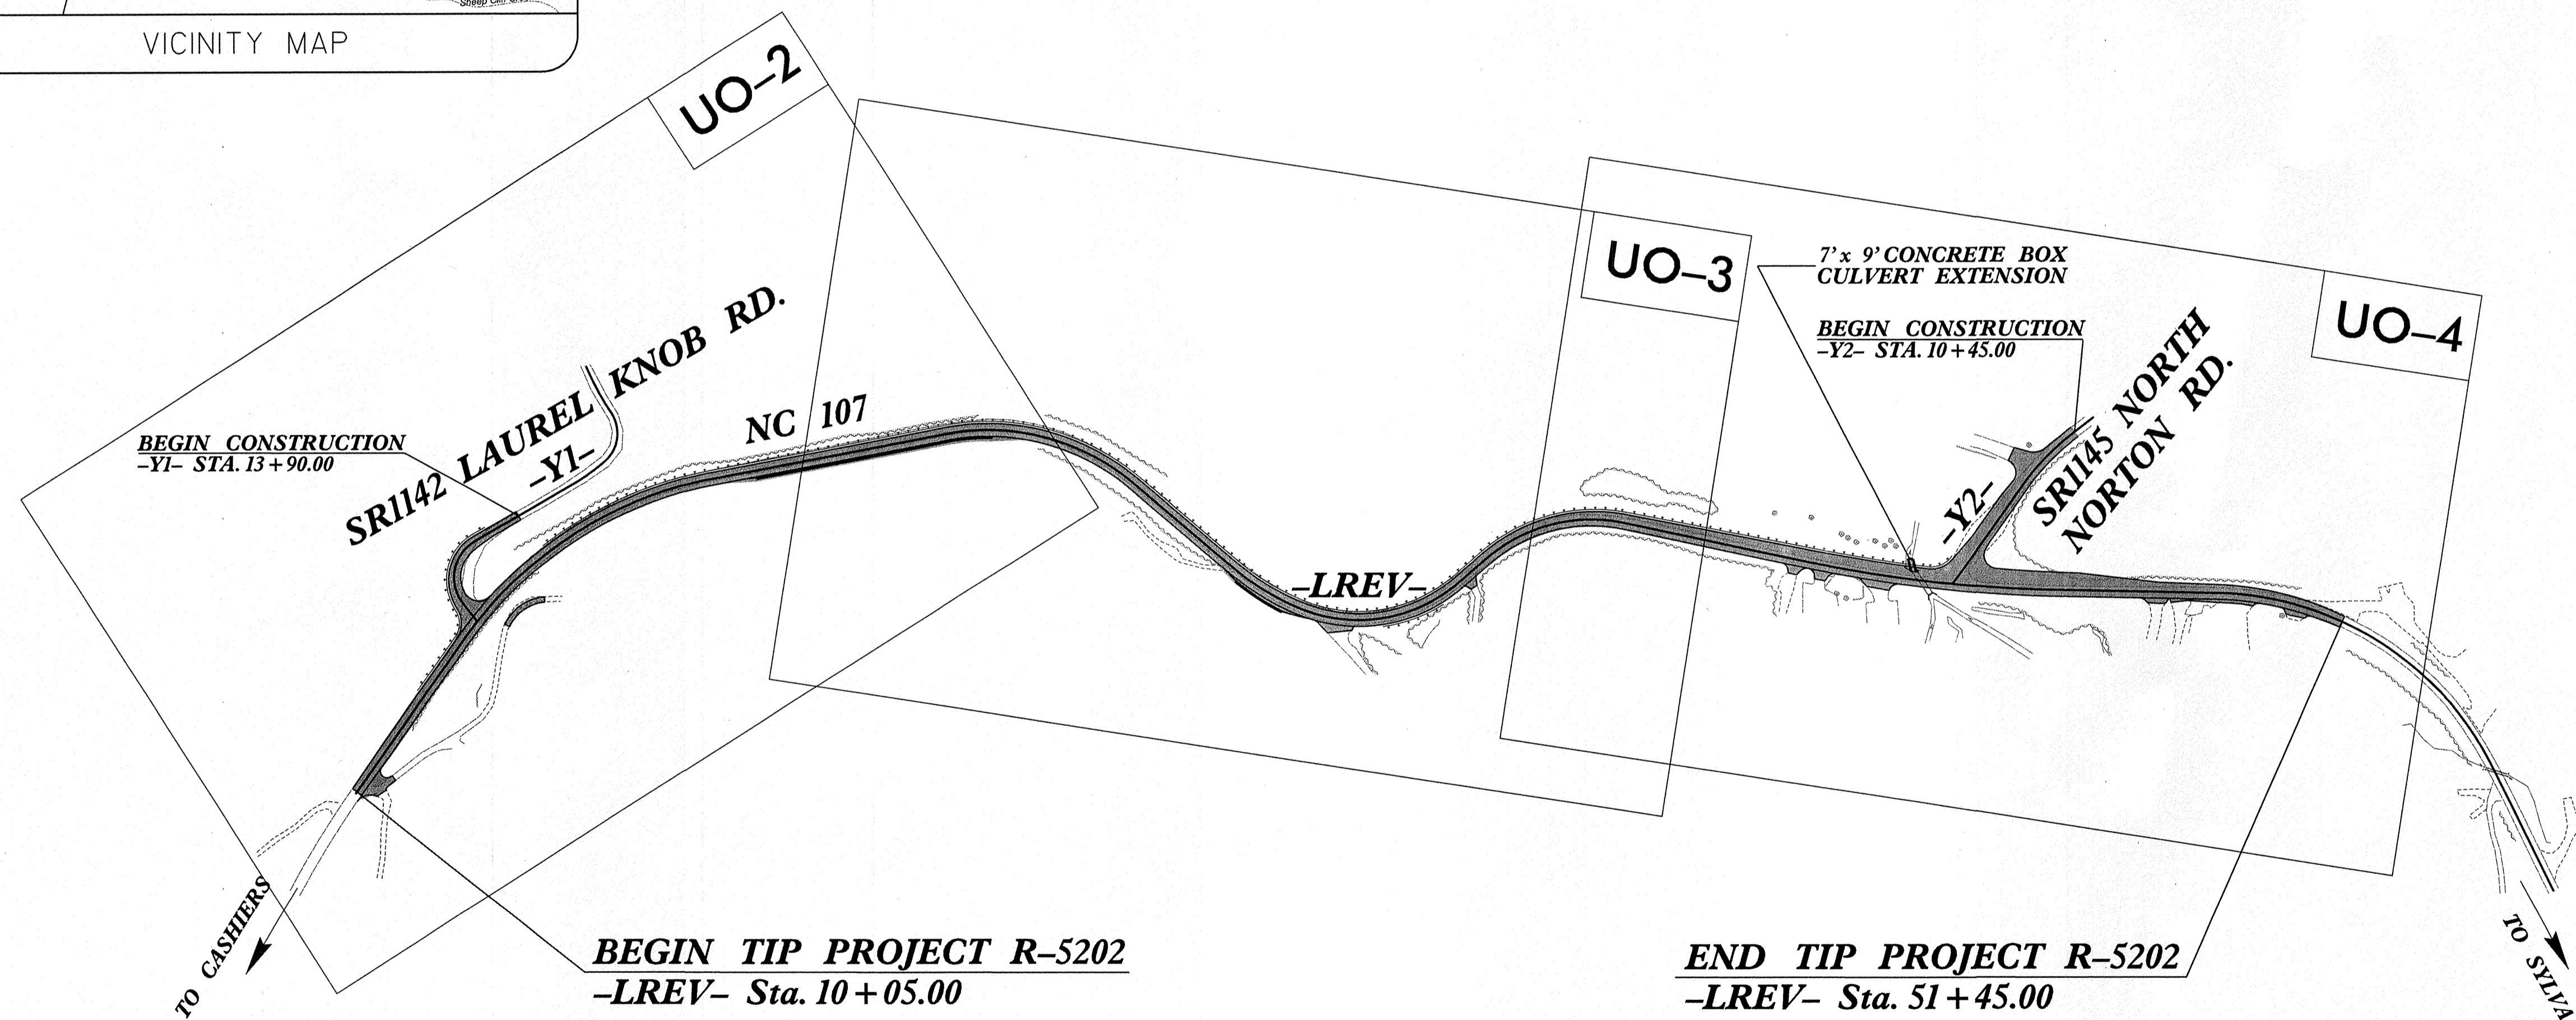 VICINITY MAP
UO–2
UO–3
7' x 9' CONCRETE BOX
CULVERT EXTENSION
BEGIN CONSTRUCTION
–Y2– STA. 10+45.00
UO–4
SR1142 LAUREL KNOB RD.
–Y1–
NC 107
BEGIN CONSTRUCTION
–Y1– STA. 13+90.00
–Y2–
SR1145 NORTH
NORTON RD.
–LREV–
TO CASHIERS
BEGIN TIP PROJECT R–5202
–LREV– Sta. 10+05.00
END TIP PROJECT R–5202
–LREV– Sta. 51+45.00
TO SYLVA